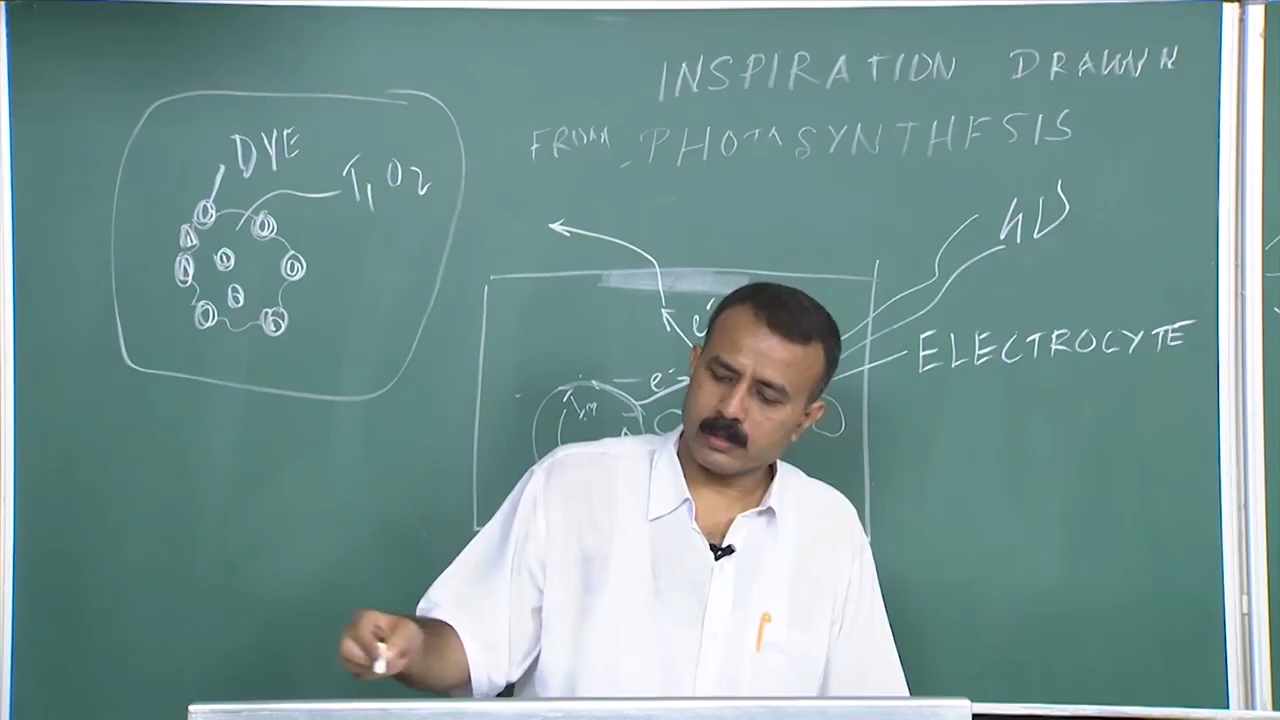 INSPIRATION DRAWN
FROM PHOTOSYNTHESIS
DYE
TiO2
hν
e-
e-
ELECTROCYTE